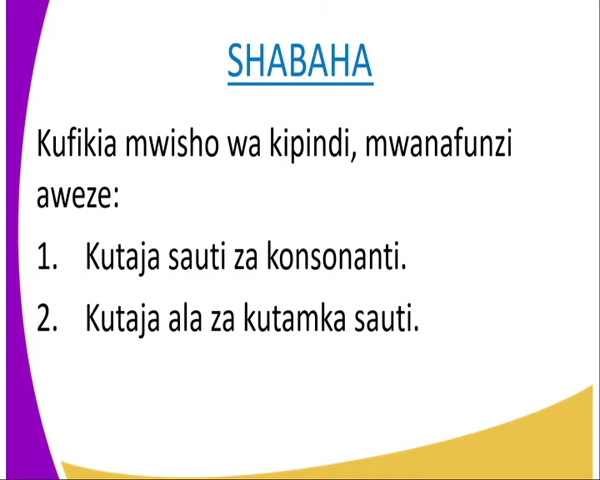 SHABAHA
Kufikia mwisho wa kipindi, mwanafunzi
aweze:
1. Kutaja sauti za konsonanti.
2. Kutaja ala za kutamka sauti.